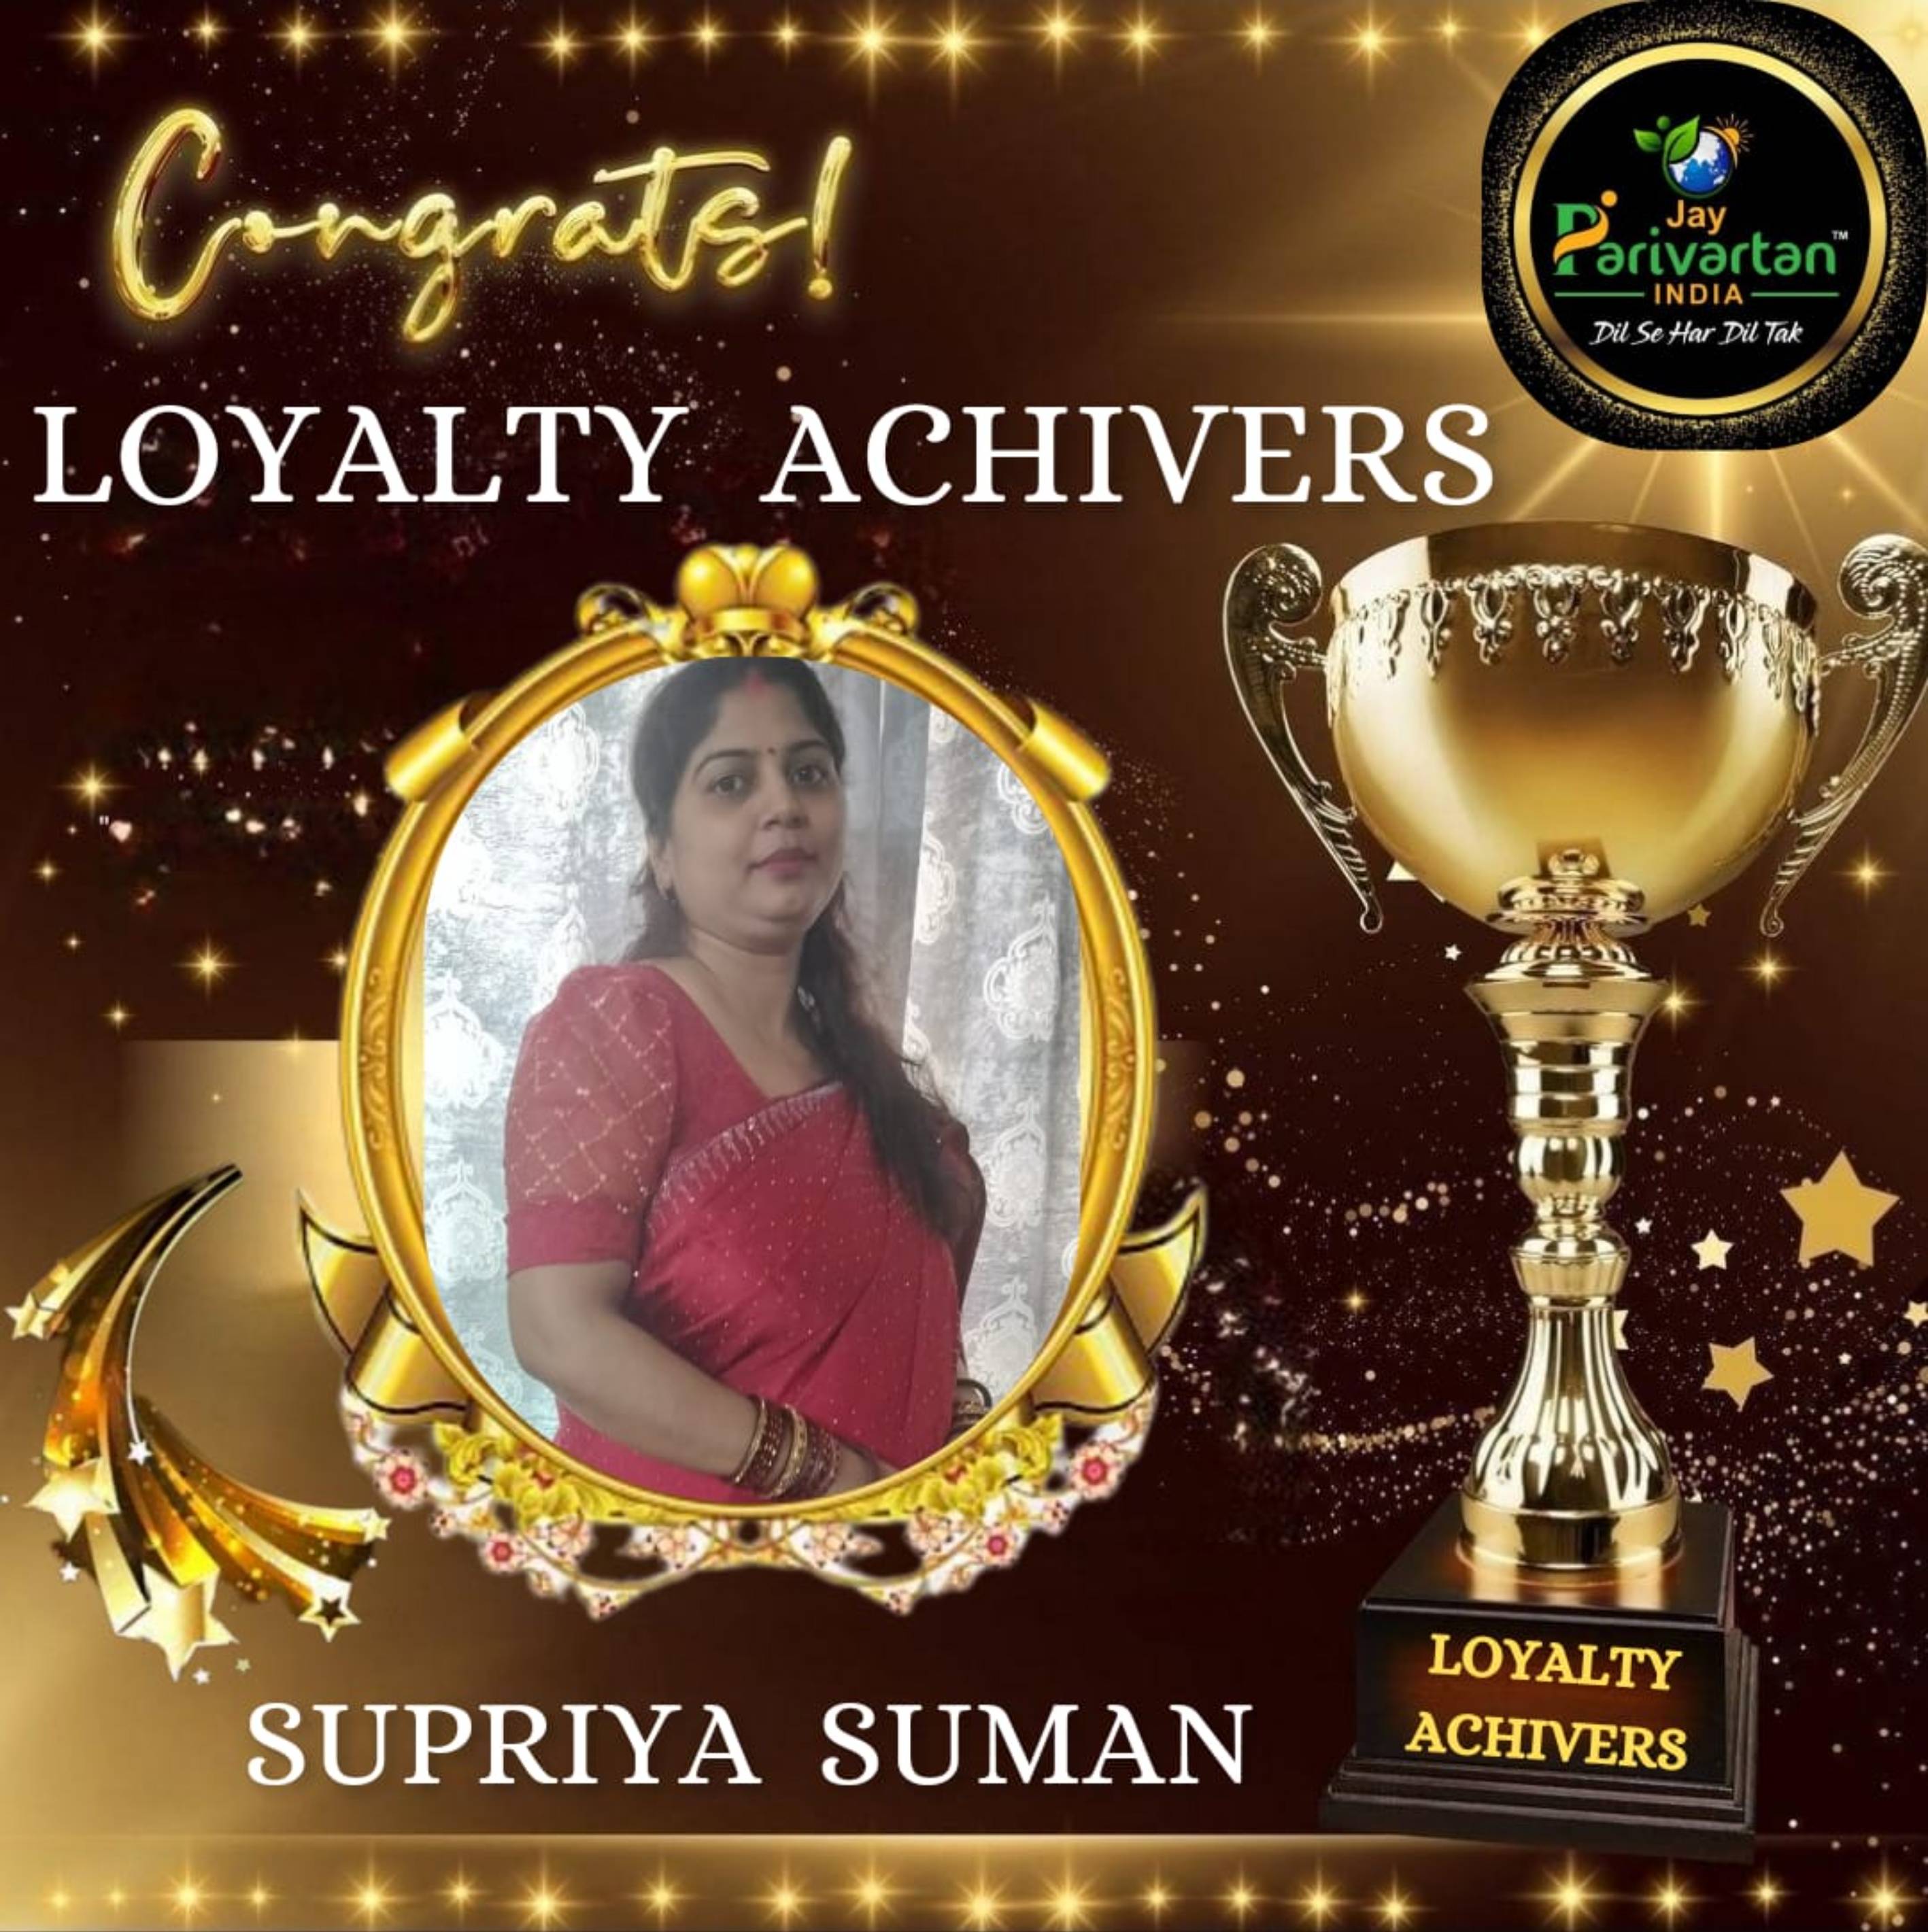 Congrats!
Jay
Parivartan™
INDIA
Dil Se Har Dil Tak
LOYALTY ACHIVERS
LOYALTY
ACHIVERS
SUPRIYA SUMAN